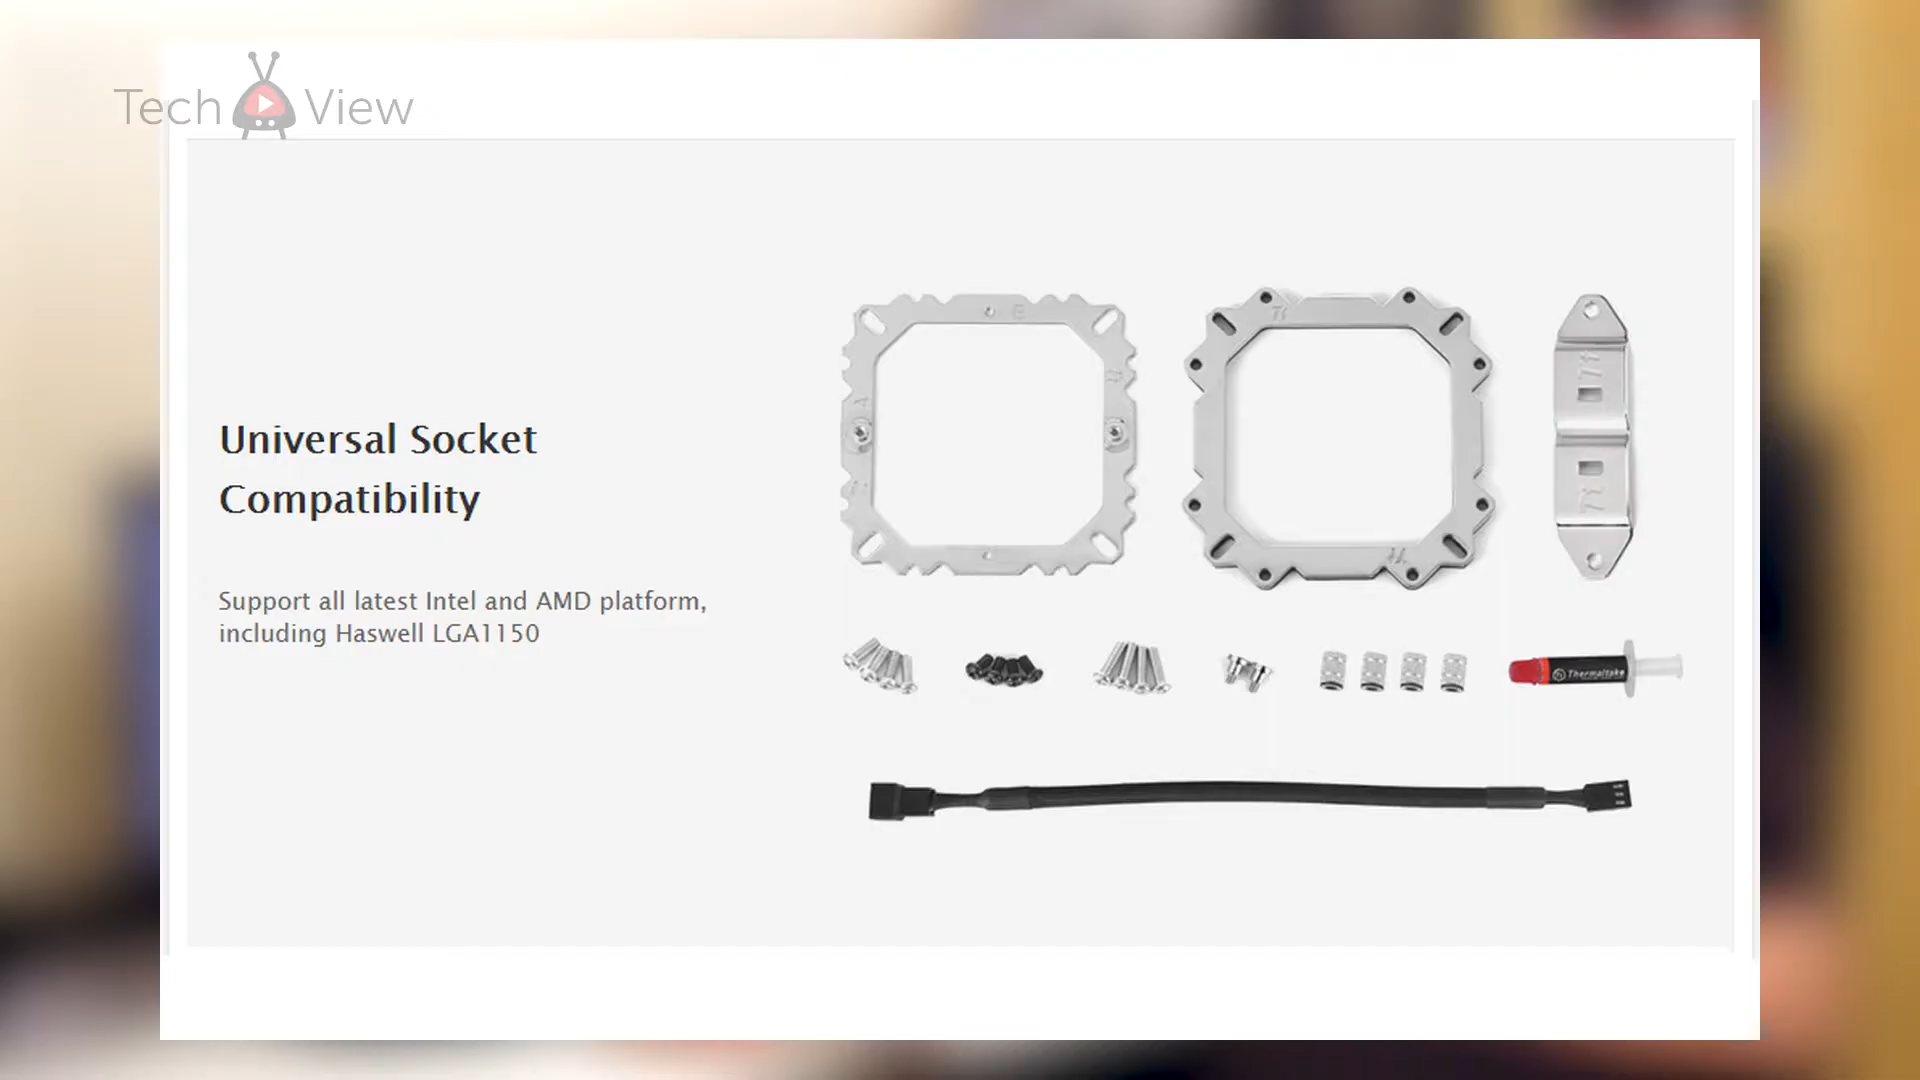 Tech View
Universal Socket
Compatibility
Support all latest Intel and AMD platform,
including Haswell LGA1150
Thermaltake